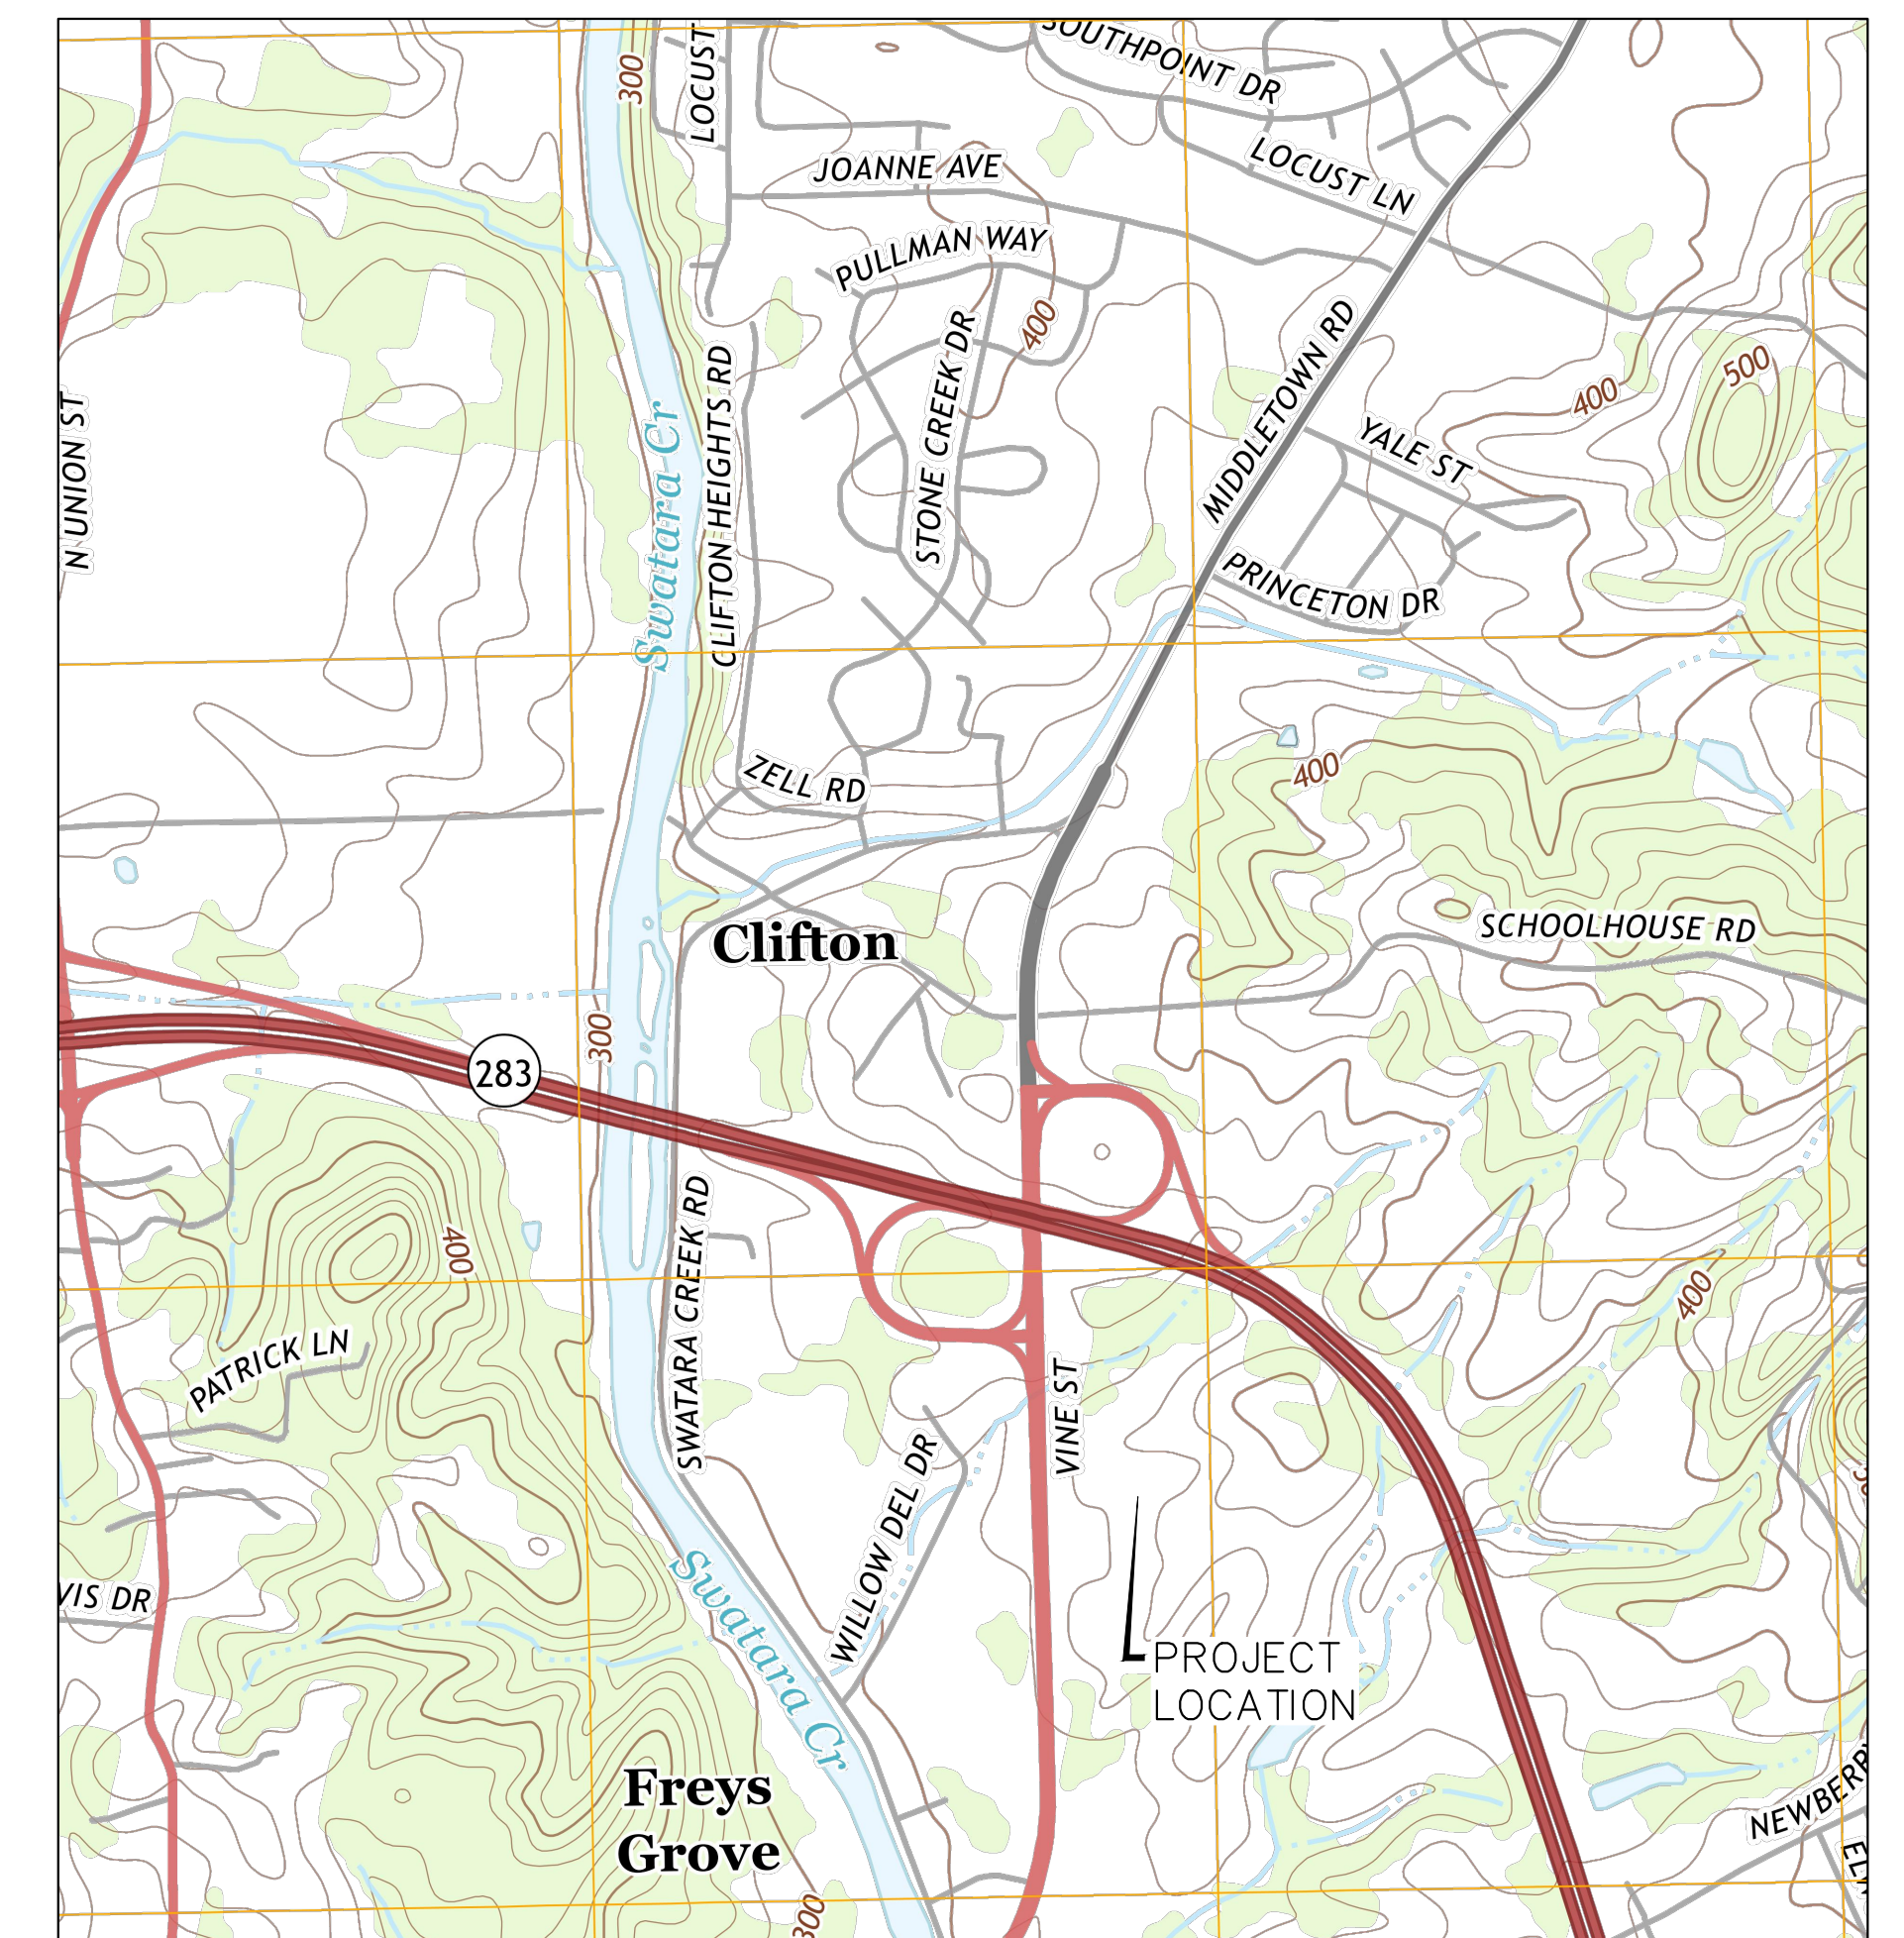 SOUTHPOINT DR
300
LOCUST
JOANNE AVE
LOCUST LN
PULLMAN WAY
400
STONE CREEK DR
MIDDLETOWN RD
500
400
N UNION ST
Swatara Cr
CLIFTON HEIGHTS RD
YALE ST
PRINCETON DR
ZELL RD
400
Clifton
SCHOOLHOUSE RD
300
283
400
SWATARA CREEK RD
400
PATRICK LN
VINE ST
WILLOW DEL DR
VIS DR
Swatara Cr
PROJECT
LOCATION
Freys
Grove
NEWBERR
300